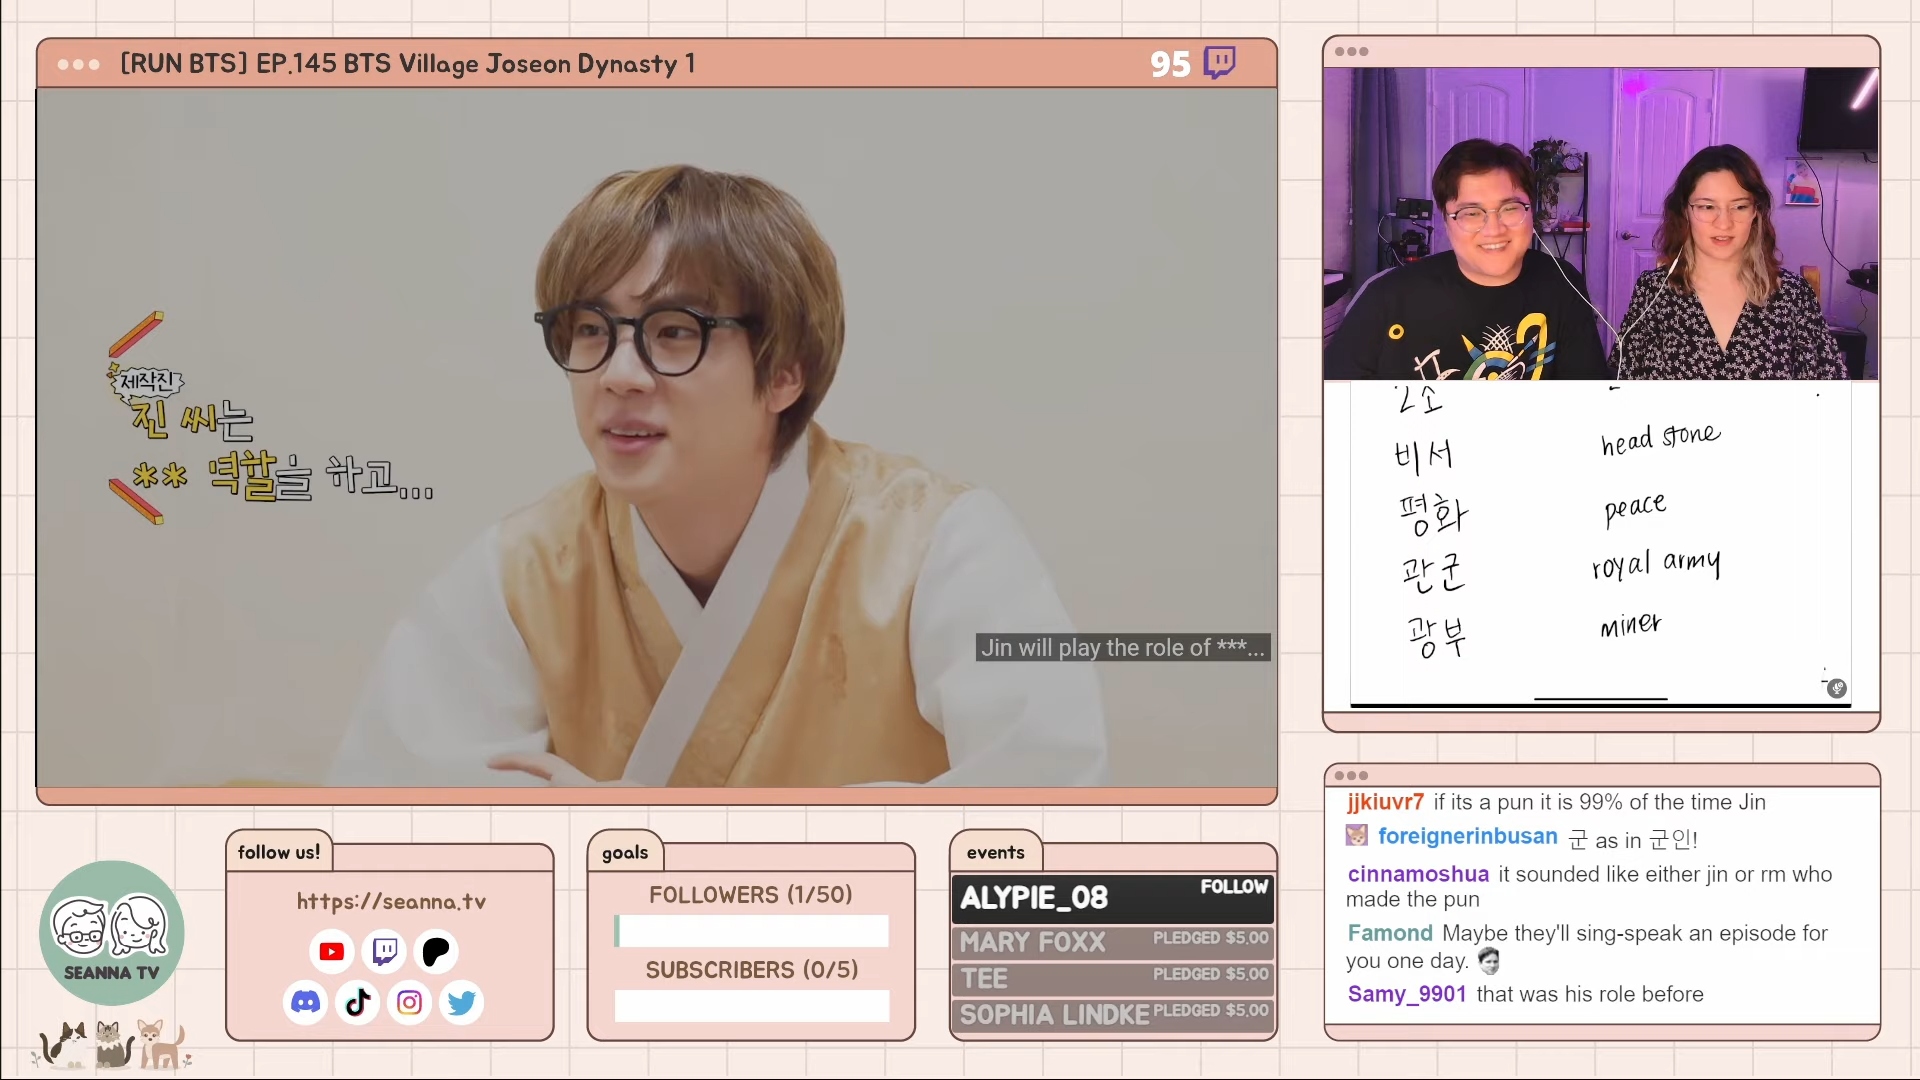 [RUN BTS] EP.145 BTS Village Joseon Dynasty 1
95
제작진
진 씨는
** 역할을 하고...
Jin will play the role of ***...
비서
head stone
평화
peace
관군
royal army
광부
miner
jjkiuvr7 if its a pun it is 99% of the time Jin
foreignerinbusan 군 as in 군인!
cinnamoshua it sounded like either jin or rm who
made the pun
Famond Maybe they'll sing-speak an episode for
you one day.
Samy_9901 that was his role before
SEANNA TV
follow us!
https://seanna.tv
goals
FOLLOWERS (1/50)
SUBSCRIBERS (0/5)
events
ALYPIE_08 FOLLOW
MARY FOXX PLEDGED $5.00
TEE PLEDGED $5.00
SOPHIA LINDKE PLEDGED $5.00